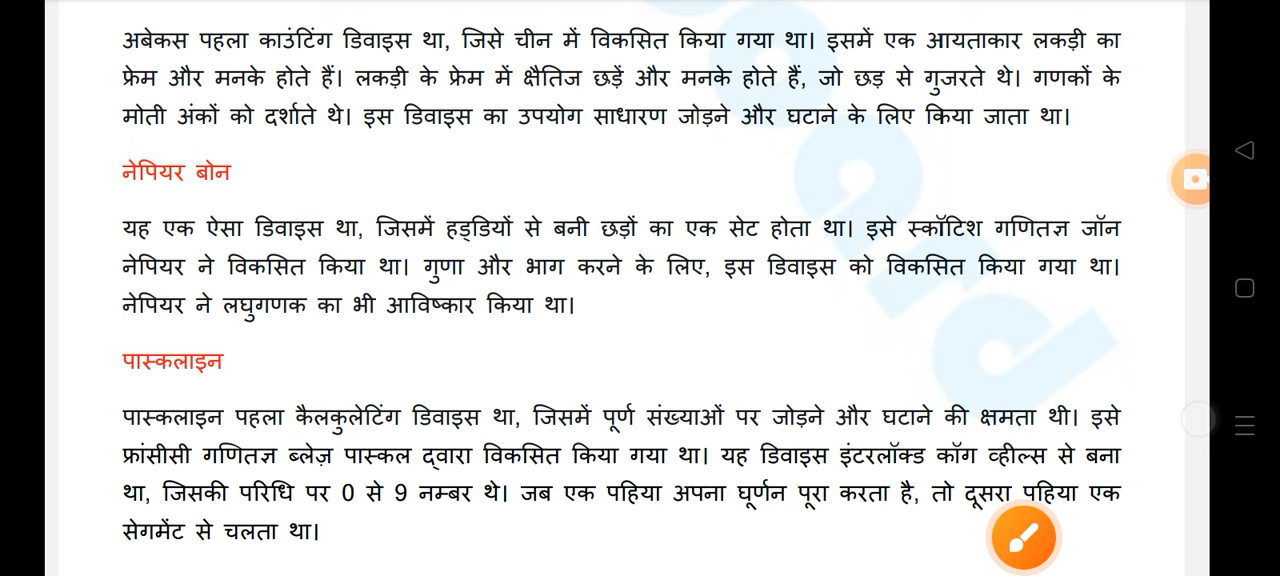 अबेकस पहला काउंटिंग डिवाइस था, जिसे चीन में विकसित किया गया था। इसमें एक आयताकार लकड़ी का
फ्रेम और मनके होते हैं। लकड़ी के फ्रेम में क्षैतिज छड़ें और मनके होते हैं, जो छड़ से गुजरते थे। गणकों के
मोती अंकों को दर्शाते थे। इस डिवाइस का उपयोग साधारण जोड़ने और घटाने के लिए किया जाता था।
नेपियर बोन
यह एक ऐसा डिवाइस था, जिसमें हड्डियों से बनी छड़ों का एक सेट होता था। इसे स्कॉटिश गणितज्ञ जॉन
नेपियर ने विकसित किया था। गुणा और भाग करने के लिए, इस डिवाइस को विकसित किया गया था।
नेपियर ने लघुगणक का भी आविष्कार किया था।
पास्कलाइन
पास्कलाइन पहला कैलकुलेटिंग डिवाइस था, जिसमें पूर्ण संख्याओं पर जोड़ने और घटाने की क्षमता थी। इसे
फ्रांसीसी गणितज्ञ ब्लेज़ पास्कल द्वारा विकसित किया गया था। यह डिवाइस इंटरलॉक्ड कॉग व्हील्स से बना
था, जिसकी परिधि पर 0 से 9 नम्बर थे। जब एक पहिया अपना घूर्णन पूरा करता है, तो दूसरा पहिया एक
सेगमेंट से चलता था।